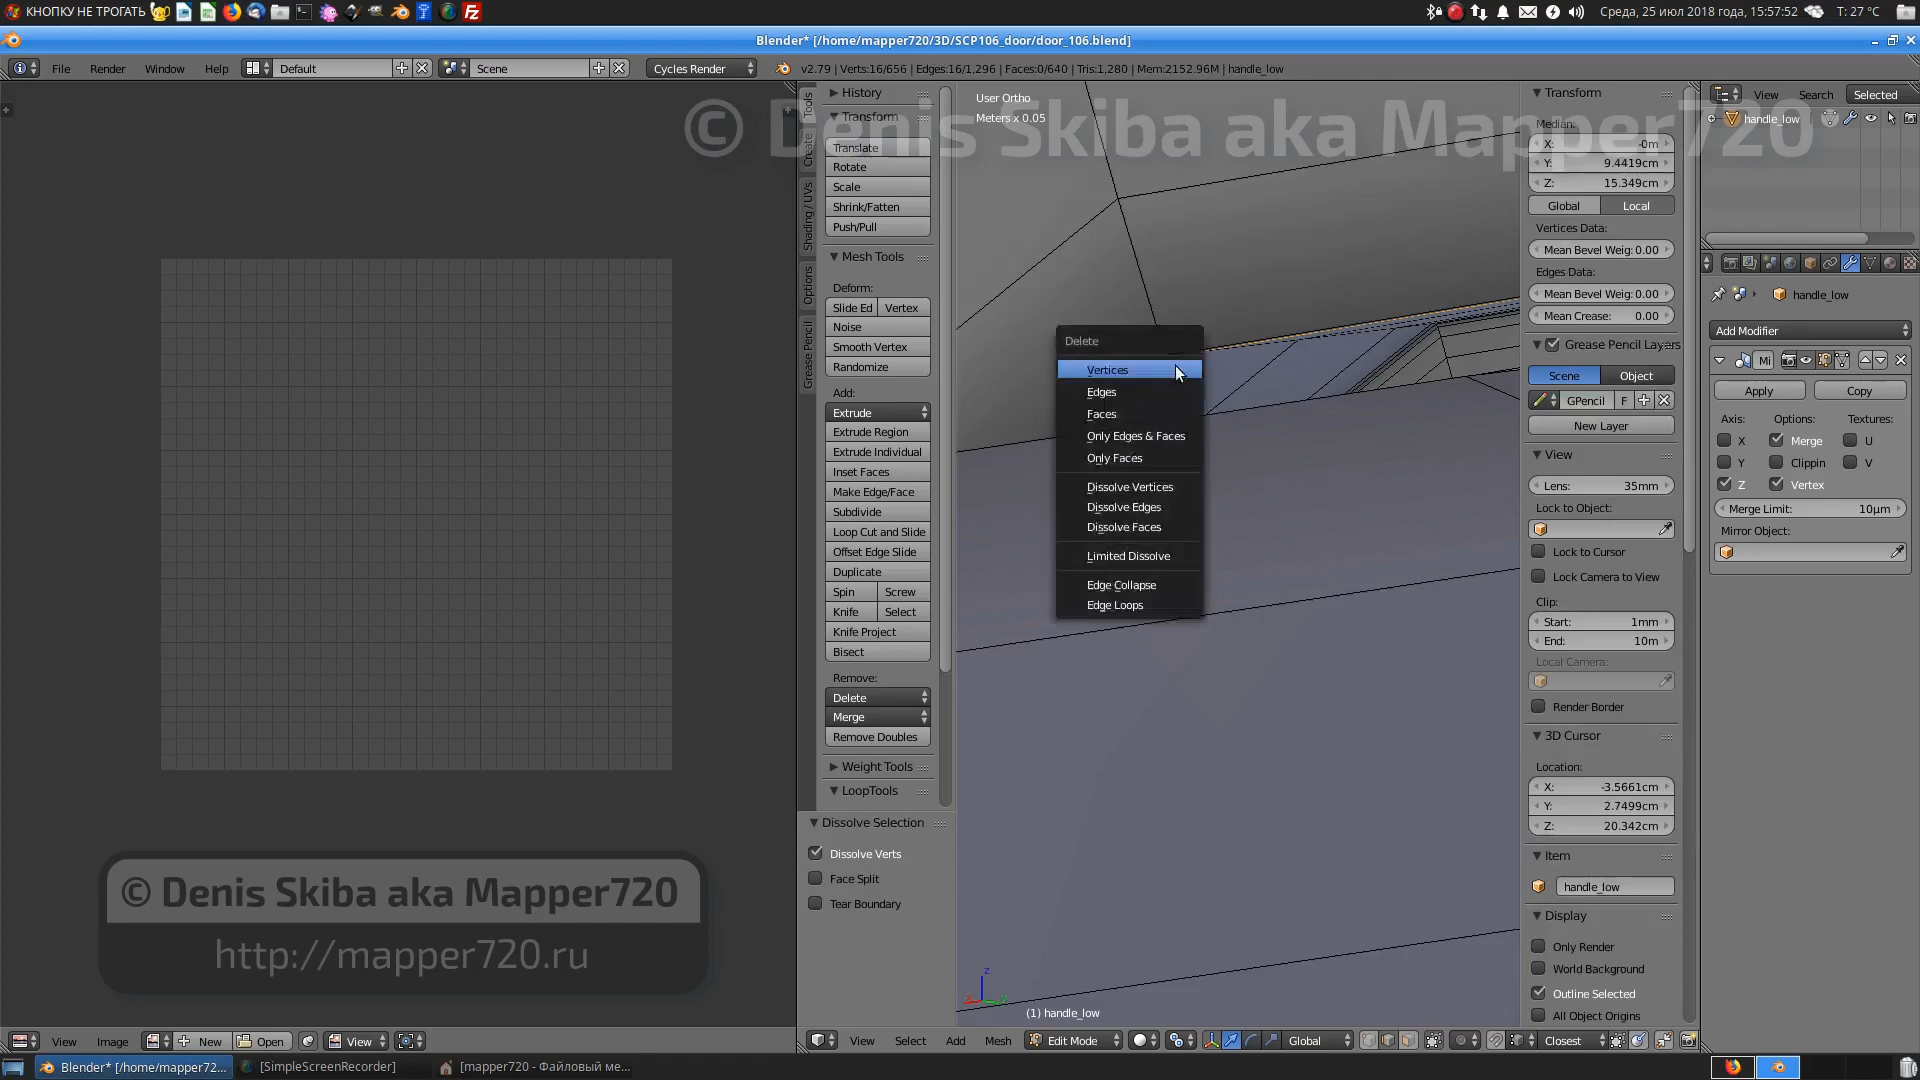 КНОПКУ НЕ ТРОГАТЬ
Среда, 25 июл 2018 года, 15:57:52
T: 27 °C
Blender* [/home/mapper720/3D/SCP106_door/door_106.blend]
File Render Window Help
Default
Scene
Cycles Render
v2.79 | Verts:16/656 | Edges:16/1,296 | Faces:0/640 | Tris:1,280 | Mem:2152.96M | handle_low
© Denis Skiba aka Mapper720
Tools
Create
Shading / UVs
Options
Grease Pencil
History
Transform
Translate
Rotate
Scale
Shrink/Fatten
Push/Pull
Mesh Tools
Deform:
Slide Ed Vertex
Noise
Smooth Vertex
Randomize
Add:
Extrude
Extrude Region
Extrude Individual
Inset Faces
Make Edge/Face
Subdivide
Loop Cut and Slide
Offset Edge Slide
Duplicate
Spin Screw
Knife Select
Knife Project
Bisect
Remove:
Delete
Merge
Remove Doubles
Weight Tools
LoopTools
Dissolve Selection
Dissolve Verts
Face Split
Tear Boundary
User Ortho
Meters x 0.05
Delete
Vertices
Edges
Faces
Only Edges & Faces
Only Faces
Dissolve Vertices
Dissolve Edges
Dissolve Faces
Limited Dissolve
Edge Collapse
Edge Loops
z
(1) handle_low
Transform
Median:
X: -0m
Y: 9.4419cm
Z: 15.349cm
Global Local
Vertices Data:
Mean Bevel Weig: 0.00
Edges Data:
Mean Bevel Weig: 0.00
Mean Crease: 0.00
Grease Pencil Layers
Scene Object
GPencil F
New Layer
View
Lens: 35mm
Lock to Object:
Lock to Cursor
Lock Camera to View
Clip:
Start: 1mm
End: 10m
Local Camera:
Render Border
3D Cursor
Location:
X: -3.5661cm
Y: 2.7499cm
Z: 20.342cm
Item
handle_low
Display
Only Render
World Background
Outline Selected
All Object Origins
View Search Selected
handle_low
handle_low
Add Modifier
Mi
Apply Copy
Axis: Options: Textures:
X Merge U
Y Clippin V
Z Vertex
Merge Limit: 10µm
Mirror Object:
© Denis Skiba aka Mapper720
http://mapper720.ru
View Image New Open View
View Select Add Mesh Edit Mode Global Closest
Blender* [/home/mapper72...
[SimpleScreenRecorder]
[mapper720 - Файловый ме...